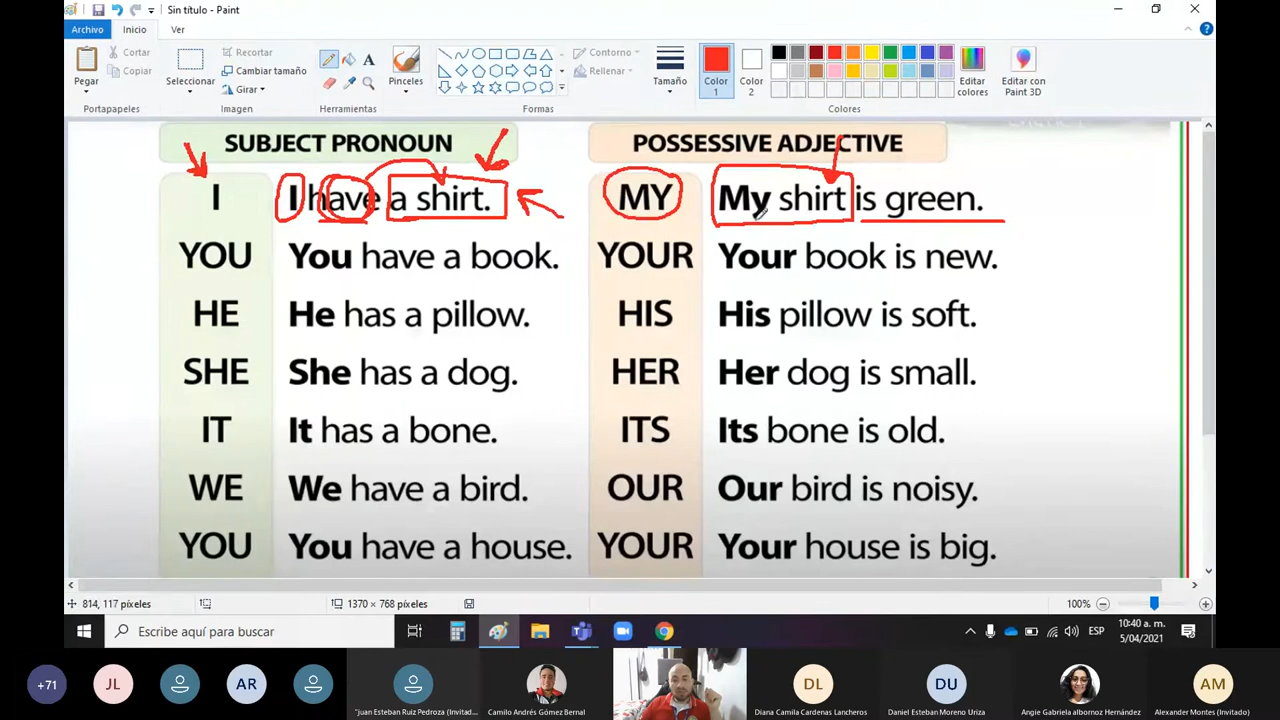 Sin título - Paint
Archivo Inicio Ver
Pegar
Cortar
Copiar
Seleccionar
Recortar
Cambiar tamaño
Girar
A
Pinceles
Contorno
Rellenar
Tamaño
Color 1
Color 2
Editar colores
Editar con Paint 3D
Portapapeles Imagen Herramientas Formas Colores
SUBJECT PRONOUN POSSESSIVE ADJECTIVE
I I have a shirt. MY My shirt is green.
YOU You have a book. YOUR Your book is new.
HE He has a pillow. HIS His pillow is soft.
SHE She has a dog. HER Her dog is small.
IT It has a bone. ITS Its bone is old.
WE We have a bird. OUR Our bird is noisy.
YOU You have a house. YOUR Your house is big.
814, 117 píxeles 1370 × 768 píxeles 100%
Escribe aquí para buscar ESP 10:40 a. m.
5/04/2021
+71 JL AR DL DU AM
"juan Esteban Ruiz Pedroza (Invitad... Camilo Andrés Gómez Bernal Diana Camila Cardenas Lancheros Daniel Esteban Moreno Uriza Angie Gabriela albornoz Hernández Alexander Montes (Invitado)